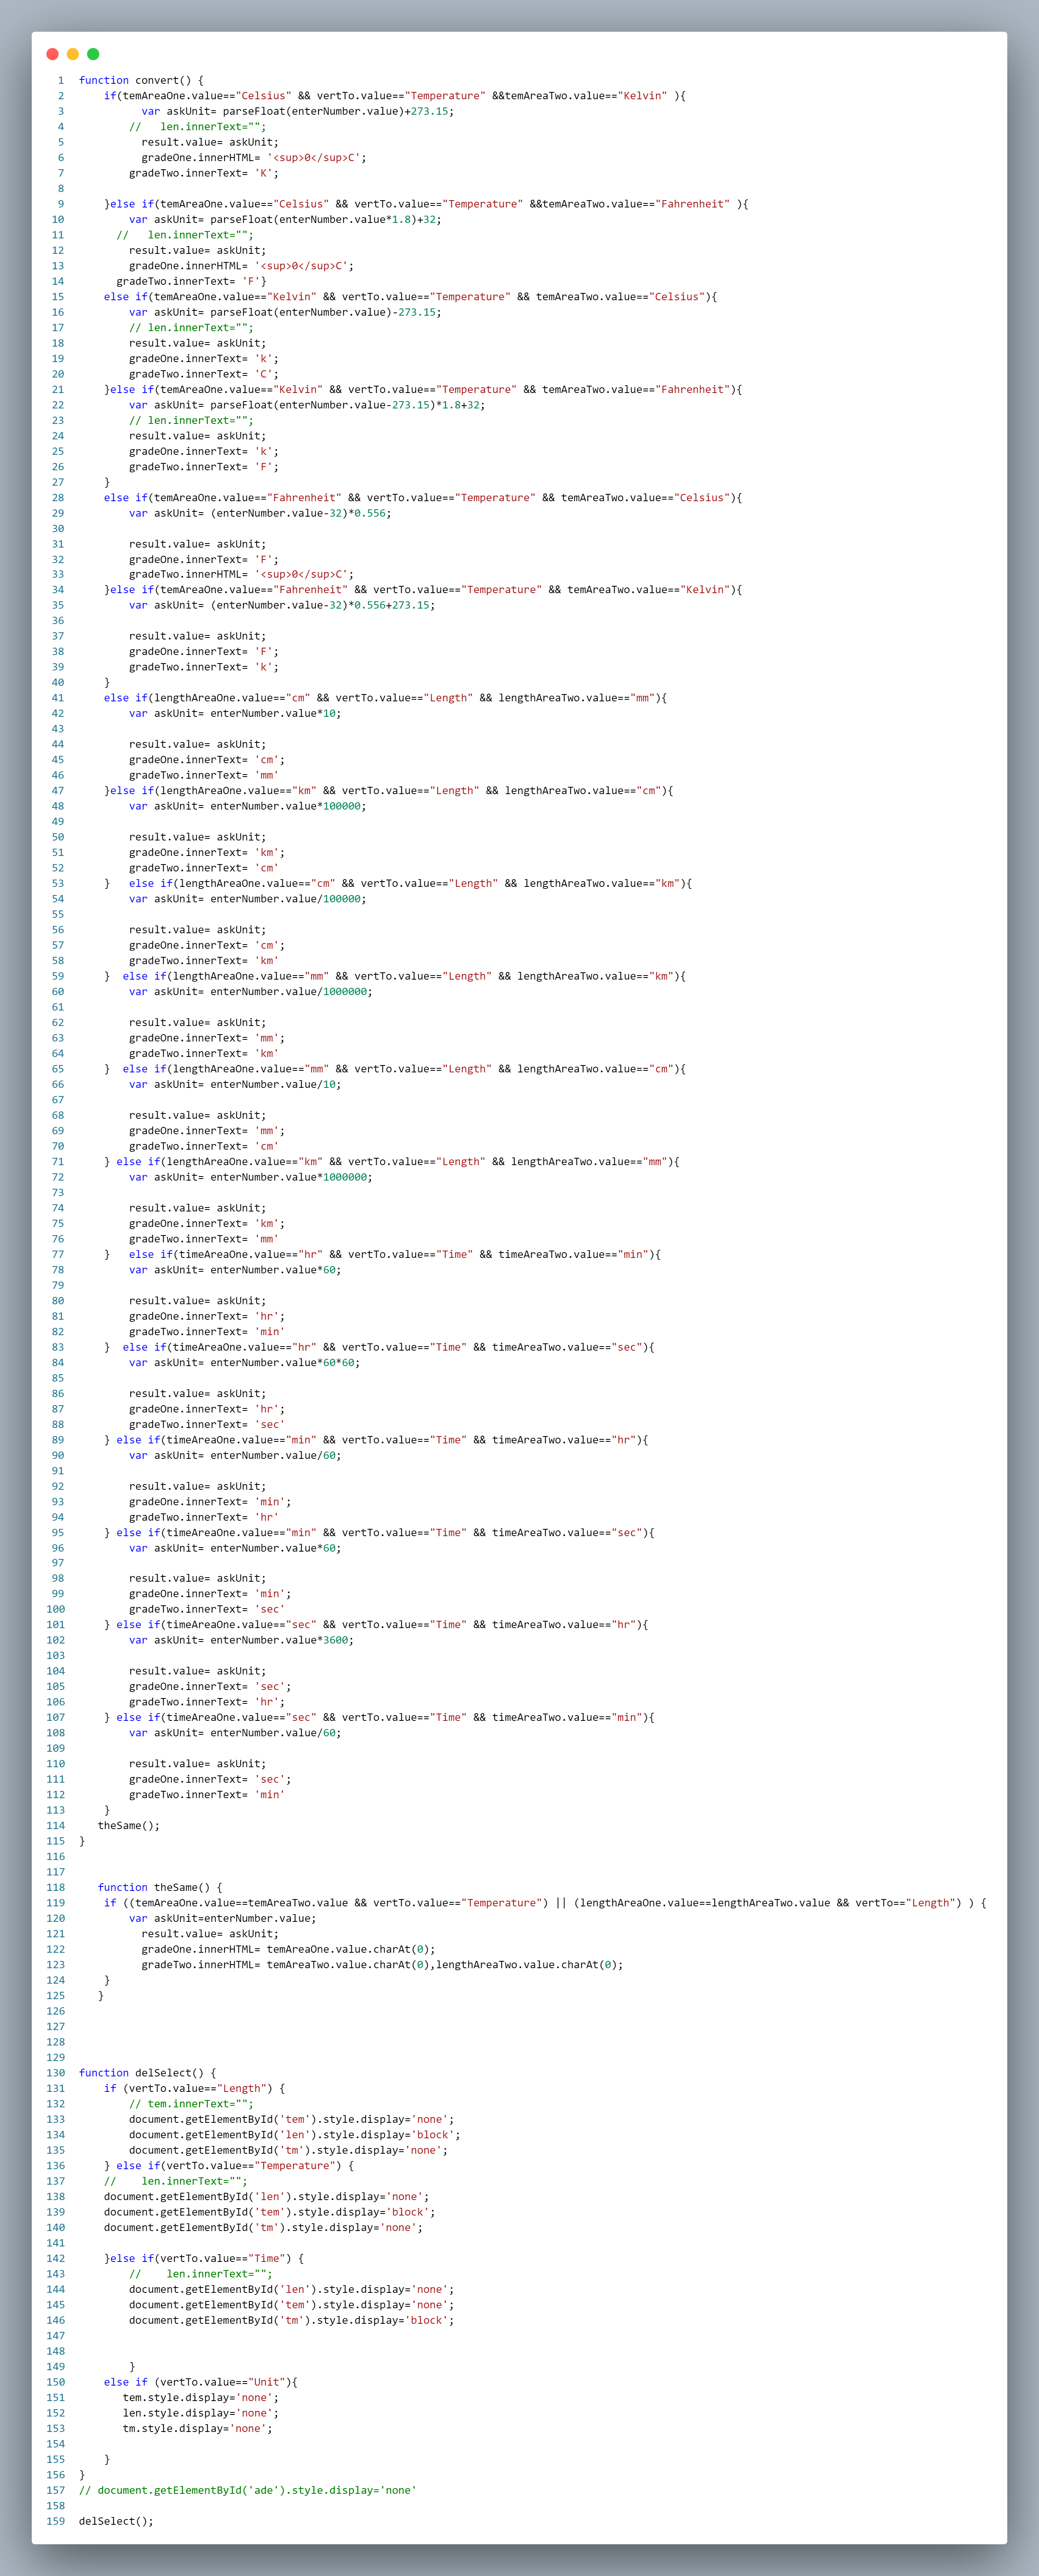 1 function convert() {
2 if(temAreaOne.value=="Celsius" && vertTo.value=="Temperature" &&temAreaTwo.value=="Kelvin" ){
3 var askUnit= parseFloat(enterNumber.value)+273.15;
4 //   len.innerText="";
5 result.value= askUnit;
6 gradeOne.innerHTML= '<sup>0</sup>C';
7 gradeTwo.innerText= 'K';
8
9 }else if(temAreaOne.value=="Celsius" && vertTo.value=="Temperature" &&temAreaTwo.value=="Fahrenheit" ){
10 var askUnit= parseFloat(enterNumber.value*1.8)+32;
11 //   len.innerText="";
12 result.value= askUnit;
13 gradeOne.innerHTML= '<sup>0</sup>C';
14 gradeTwo.innerText= 'F'}
15 else if(temAreaOne.value=="Kelvin" && vertTo.value=="Temperature" && temAreaTwo.value=="Celsius"){
16 var askUnit= parseFloat(enterNumber.value)-273.15;
17 // len.innerText="";
18 result.value= askUnit;
19 gradeOne.innerText= 'k';
20 gradeTwo.innerText= 'C';
21 }else if(temAreaOne.value=="Kelvin" && vertTo.value=="Temperature" && temAreaTwo.value=="Fahrenheit"){
22 var askUnit= parseFloat(enterNumber.value-273.15)*1.8+32;
23 // len.innerText="";
24 result.value= askUnit;
25 gradeOne.innerText= 'k';
26 gradeTwo.innerText= 'F';
27 }
28 else if(temAreaOne.value=="Fahrenheit" && vertTo.value=="Temperature" && temAreaTwo.value=="Celsius"){
29 var askUnit= (enterNumber.value-32)*0.556;
30
31 result.value= askUnit;
32 gradeOne.innerText= 'F';
33 gradeTwo.innerHTML= '<sup>0</sup>C';
34 }else if(temAreaOne.value=="Fahrenheit" && vertTo.value=="Temperature" && temAreaTwo.value=="Kelvin"){
35 var askUnit= (enterNumber.value-32)*0.556+273.15;
36
37 result.value= askUnit;
38 gradeOne.innerText= 'F';
39 gradeTwo.innerText= 'k';
40 }
41 else if(lengthAreaOne.value=="cm" && vertTo.value=="Length" && lengthAreaTwo.value=="mm"){
42 var askUnit= enterNumber.value*10;
43
44 result.value= askUnit;
45 gradeOne.innerText= 'cm';
46 gradeTwo.innerText= 'mm'
47 }else if(lengthAreaOne.value=="km" && vertTo.value=="Length" && lengthAreaTwo.value=="cm"){
48 var askUnit= enterNumber.value*100000;
49
50 result.value= askUnit;
51 gradeOne.innerText= 'km';
52 gradeTwo.innerText= 'cm'
53 }   else if(lengthAreaOne.value=="cm" && vertTo.value=="Length" && lengthAreaTwo.value=="km"){
54 var askUnit= enterNumber.value/100000;
55
56 result.value= askUnit;
57 gradeOne.innerText= 'cm';
58 gradeTwo.innerText= 'km'
59 }  else if(lengthAreaOne.value=="mm" && vertTo.value=="Length" && lengthAreaTwo.value=="km"){
60 var askUnit= enterNumber.value/1000000;
61
62 result.value= askUnit;
63 gradeOne.innerText= 'mm';
64 gradeTwo.innerText= 'km'
65 }  else if(lengthAreaOne.value=="mm" && vertTo.value=="Length" && lengthAreaTwo.value=="cm"){
66 var askUnit= enterNumber.value/10;
67
68 result.value= askUnit;
69 gradeOne.innerText= 'mm';
70 gradeTwo.innerText= 'cm'
71 } else if(lengthAreaOne.value=="km" && vertTo.value=="Length" && lengthAreaTwo.value=="mm"){
72 var askUnit= enterNumber.value*1000000;
73
74 result.value= askUnit;
75 gradeOne.innerText= 'km';
76 gradeTwo.innerText= 'mm'
77 }   else if(timeAreaOne.value=="hr" && vertTo.value=="Time" && timeAreaTwo.value=="min"){
78 var askUnit= enterNumber.value*60;
79
80 result.value= askUnit;
81 gradeOne.innerText= 'hr';
82 gradeTwo.innerText= 'min'
83 }  else if(timeAreaOne.value=="hr" && vertTo.value=="Time" && timeAreaTwo.value=="sec"){
84 var askUnit= enterNumber.value*60*60;
85
86 result.value= askUnit;
87 gradeOne.innerText= 'hr';
88 gradeTwo.innerText= 'sec'
89 } else if(timeAreaOne.value=="min" && vertTo.value=="Time" && timeAreaTwo.value=="hr"){
90 var askUnit= enterNumber.value/60;
91
92 result.value= askUnit;
93 gradeOne.innerText= 'min';
94 gradeTwo.innerText= 'hr'
95 } else if(timeAreaOne.value=="min" && vertTo.value=="Time" && timeAreaTwo.value=="sec"){
96 var askUnit= enterNumber.value*60;
97
98 result.value= askUnit;
99 gradeOne.innerText= 'min';
100 gradeTwo.innerText= 'sec'
101 } else if(timeAreaOne.value=="sec" && vertTo.value=="Time" && timeAreaTwo.value=="hr"){
102 var askUnit= enterNumber.value*3600;
103
104 result.value= askUnit;
105 gradeOne.innerText= 'sec';
106 gradeTwo.innerText= 'hr';
107 } else if(timeAreaOne.value=="sec" && vertTo.value=="Time" && timeAreaTwo.value=="min"){
108 var askUnit= enterNumber.value/60;
109
110 result.value= askUnit;
111 gradeOne.innerText= 'sec';
112 gradeTwo.innerText= 'min'
113 }
114 theSame();
115 }
116
117
118 function theSame() {
119 if ((temAreaOne.value==temAreaTwo.value && vertTo.value=="Temperature") || (lengthAreaOne.value==lengthAreaTwo.value && vertTo=="Length") ) {
120 var askUnit=enterNumber.value;
121 result.value= askUnit;
122 gradeOne.innerHTML= temAreaOne.value.charAt(0);
123 gradeTwo.innerHTML= temAreaTwo.value.charAt(0),lengthAreaTwo.value.charAt(0);
124 }
125 }
126
127
128
129
130 function delSelect() {
131 if (vertTo.value=="Length") {
132 // tem.innerText="";
133 document.getElementById('tem').style.display='none';
134 document.getElementById('len').style.display='block';
135 document.getElementById('tm').style.display='none';
136 } else if(vertTo.value=="Temperature") {
137 //    len.innerText="";
138 document.getElementById('len').style.display='none';
139 document.getElementById('tem').style.display='block';
140 document.getElementById('tm').style.display='none';
141
142 }else if(vertTo.value=="Time") {
143 //    len.innerText="";
144 document.getElementById('len').style.display='none';
145 document.getElementById('tem').style.display='none';
146 document.getElementById('tm').style.display='block';
147
148
149 }
150 else if (vertTo.value=="Unit"){
151 tem.style.display='none';
152 len.style.display='none';
153 tm.style.display='none';
154
155 }
156 }
157 // document.getElementById('ade').style.display='none'
158
159 delSelect();